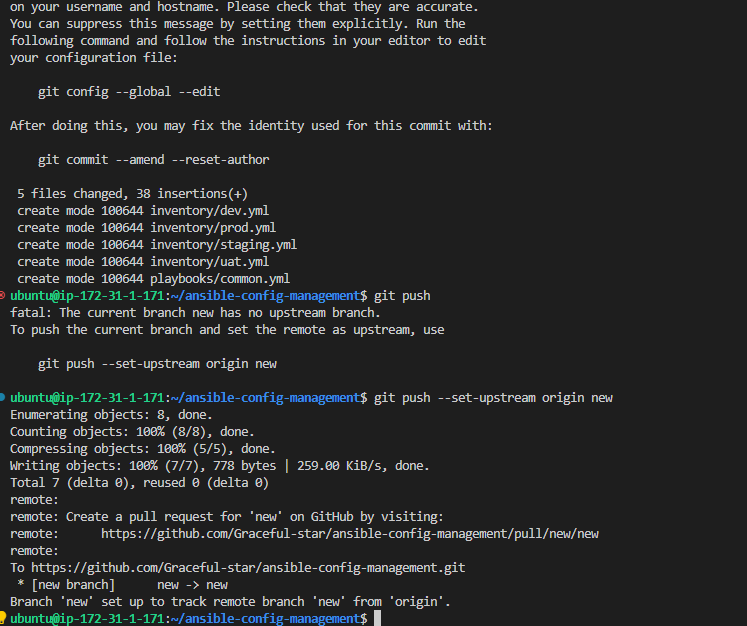 on your username and hostname. Please check that they are accurate.
You can suppress this message by setting them explicitly. Run the
following command and follow the instructions in your editor to edit
your configuration file:
git config --global --edit
After doing this, you may fix the identity used for this commit with:
git commit --amend --reset-author
5 files changed, 38 insertions(+)
create mode 100644 inventory/dev.yml
create mode 100644 inventory/prod.yml
create mode 100644 inventory/staging.yml
create mode 100644 inventory/uat.yml
create mode 100644 playbooks/common.yml
ubuntu@ip-172-31-1-171:~/ansible-config-management$ git push
fatal: The current branch new has no upstream branch.
To push the current branch and set the remote as upstream, use
git push --set-upstream origin new
ubuntu@ip-172-31-1-171:~/ansible-config-management$ git push --set-upstream origin new
Enumerating objects: 8, done.
Counting objects: 100% (8/8), done.
Compressing objects: 100% (5/5), done.
Writing objects: 100% (7/7), 778 bytes | 259.00 KiB/s, done.
Total 7 (delta 0), reused 0 (delta 0)
remote:
remote: Create a pull request for 'new' on GitHub by visiting:
remote:      https://github.com/Graceful-star/ansible-config-management/pull/new/new
remote:
To https://github.com/Graceful-star/ansible-config-management.git
* [new branch]      new -> new
Branch 'new' set up to track remote branch 'new' from 'origin'.
ubuntu@ip-172-31-1-171:~/ansible-config-management$